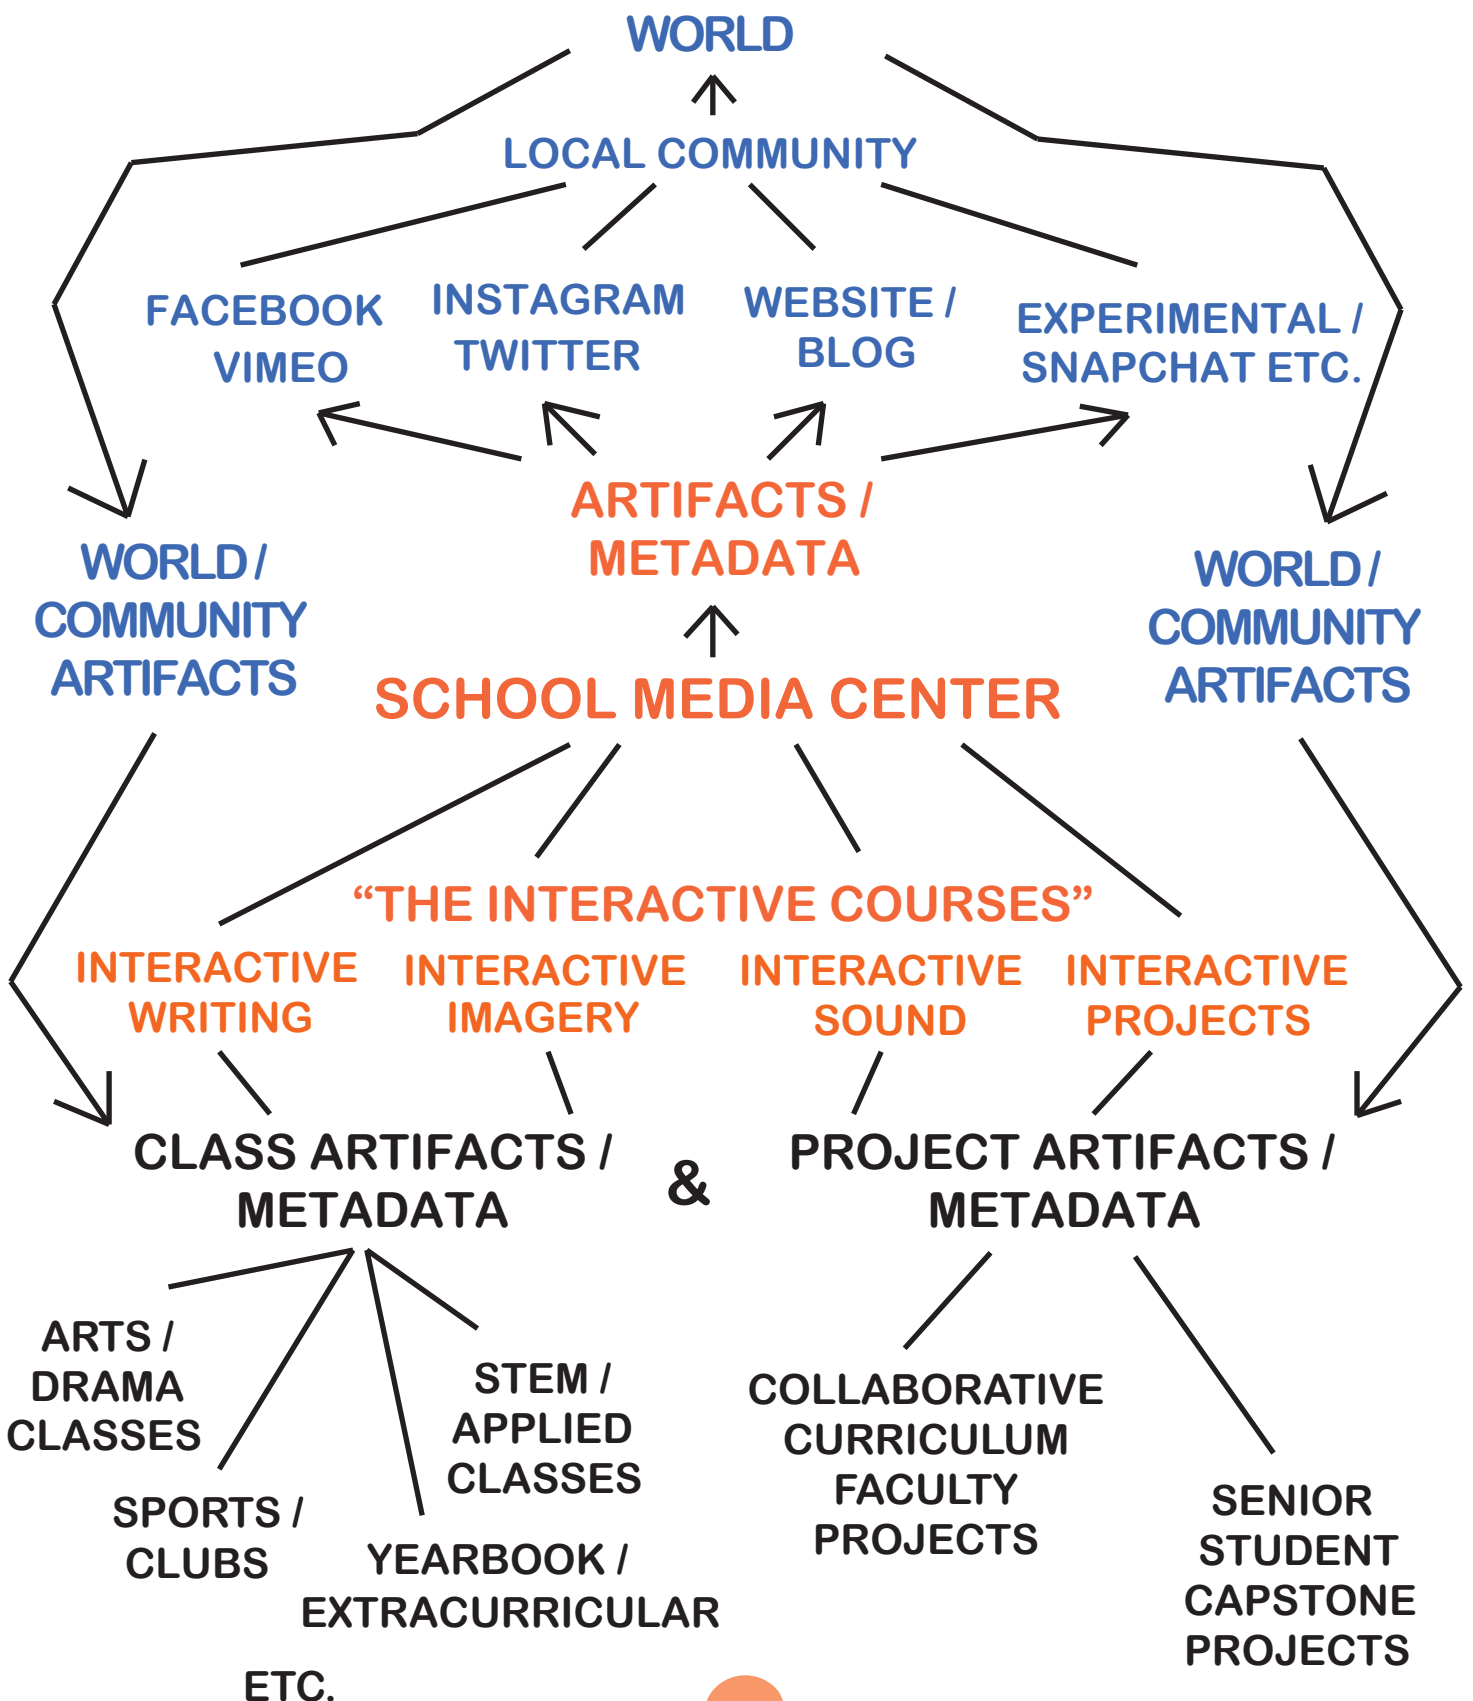 WORLD
LOCAL COMMUNITY
FACEBOOK
VIMEO
INSTAGRAM
TWITTER
WEBSITE /
BLOG
EXPERIMENTAL /
SNAPCHAT ETC.
ARTIFACTS /
METADATA
WORLD /
COMMUNITY
ARTIFACTS
WORLD /
COMMUNITY
ARTIFACTS
SCHOOL MEDIA CENTER
“THE INTERACTIVE COURSES”
INTERACTIVE
WRITING
INTERACTIVE
IMAGERY
INTERACTIVE
SOUND
INTERACTIVE
PROJECTS
CLASS ARTIFACTS /
METADATA
&
PROJECT ARTIFACTS /
METADATA
ARTS /
DRAMA
CLASSES
SPORTS /
CLUBS
STEM /
APPLIED
CLASSES
YEARBOOK /
EXTRACURRICULAR
ETC.
COLLABORATIVE
CURRICULUM
FACULTY
PROJECTS
SENIOR
STUDENT
CAPSTONE
PROJECTS